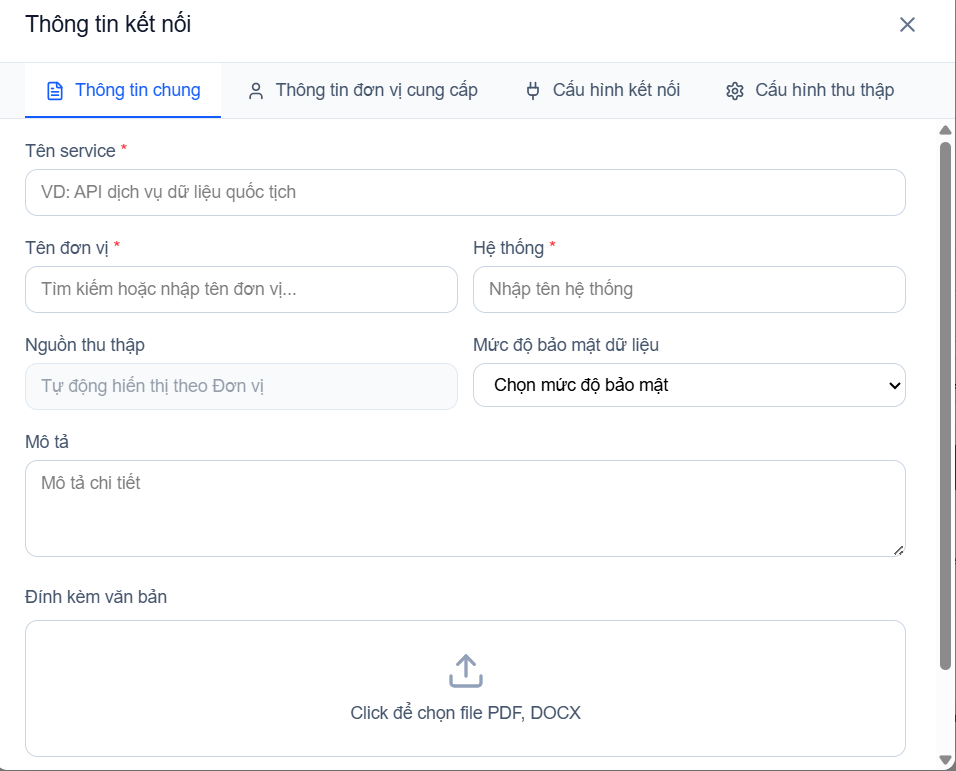 Thông tin kết nối
Thông tin chung Thông tin đơn vị cung cấp Cấu hình kết nối Cấu hình thu thập
Tên service *
VD: API dịch vụ dữ liệu quốc tịch
Tên đơn vị * Hệ thống *
Tìm kiếm hoặc nhập tên đơn vị... Nhập tên hệ thống
Nguồn thu thập Mức độ bảo mật dữ liệu
Tự động hiển thị theo Đơn vị Chọn mức độ bảo mật
Mô tả
Mô tả chi tiết
Đính kèm văn bản
Click để chọn file PDF, DOCX